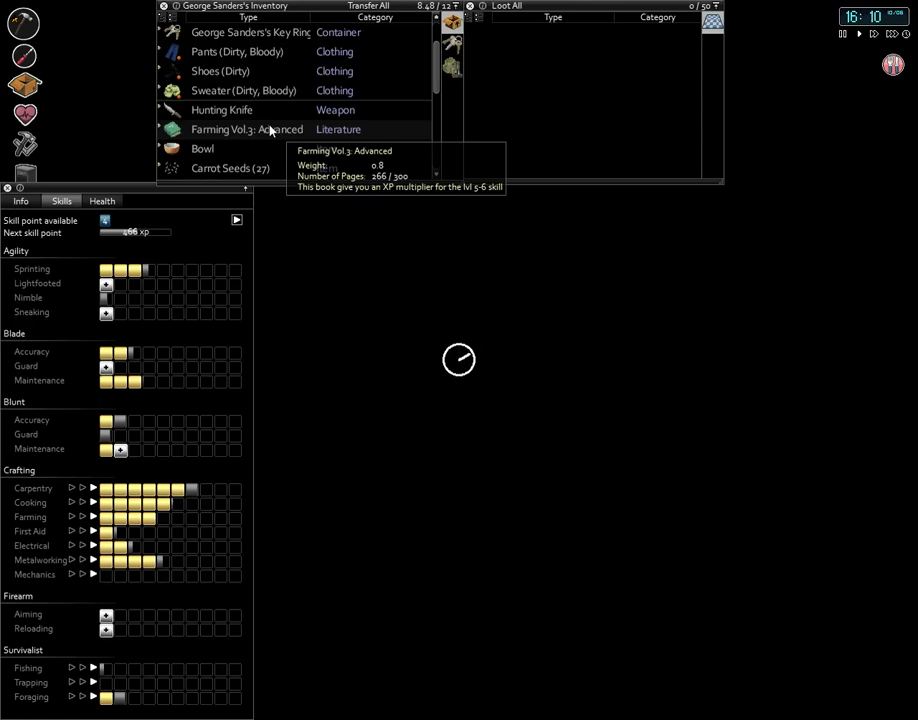 George Sanders's Inventory Transfer All 8.48 / 12
Type Category
George Sanders's Key Ring Container
Pants (Dirty, Bloody) Clothing
Shoes (Dirty) Clothing
Sweater (Dirty, Bloody) Clothing
Hunting Knife Weapon
Farming Vol.3: Advanced Literature
Bowl
Carrot Seeds (27)
Farming Vol.3: Advanced
Weight: 0.8
Number of Pages: 266 / 300
This book give you an XP multiplier for the lvl 5-6 skill
Loot All 0 / 50
Type Category
16:10
Info Skills Health
Skill point available 4
Next skill point 466 xp
Agility
Sprinting
Lightfooted
Nimble
Sneaking
Blade
Accuracy
Guard
Maintenance
Blunt
Accuracy
Guard
Maintenance
Crafting
Carpentry
Cooking
Farming
First Aid
Electrical
Metalworking
Mechanics
Firearm
Aiming
Reloading
Survivalist
Fishing
Trapping
Foraging